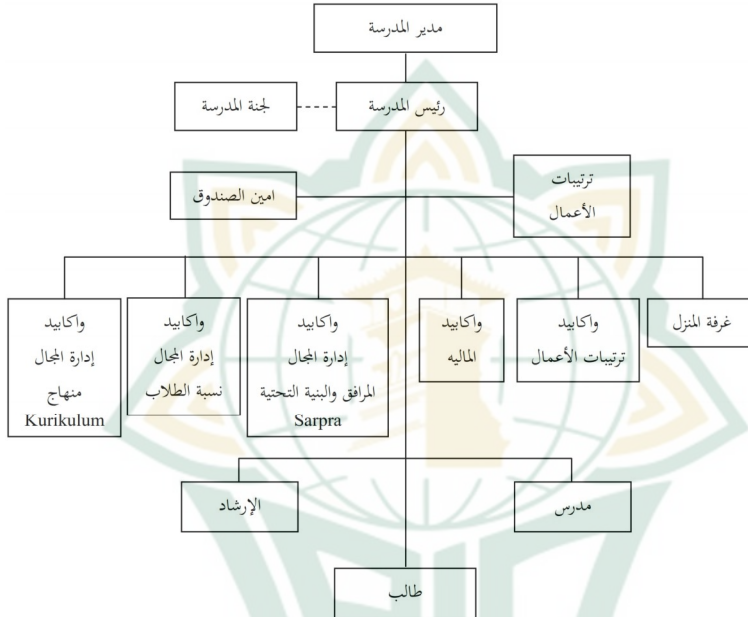 مدير المدرسة
رئيس المدرسة
لجنة المدرسة
ترتيبات
الأعمال
امين الصندوق
غرفة المنزل
واكابيد
ترتيبات الأعمال
واكابيد
الماليه
واكابيد
إدارة المجال
المرافق والبنية التحتية
Sarpra
واكابيد
إدارة المجال
نسبة الطلاب
واكابيد
إدارة المجال
منهاج
Kurikulum
مدرس
الإرشاد
طالب